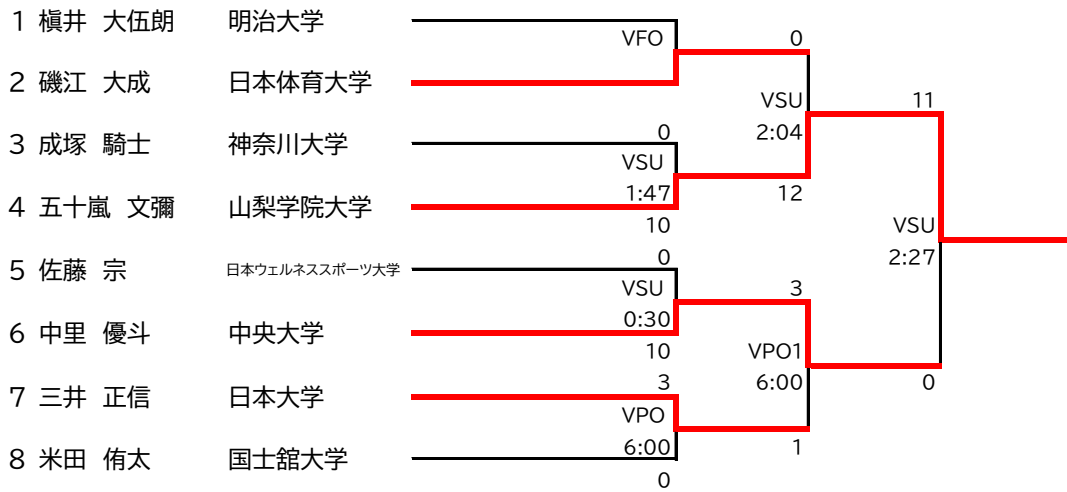 1 槇井 大伍朗 明治大学
VFO
0
2 磯江 大成 日本体育大学
VSU
2:04
11
3 成塚 騎士 神奈川大学
0
VSU
1:47
12
4 五十嵐 文彌 山梨学院大学
10
VSU
2:27
5 佐藤 宗 日本ウェルネススポーツ大学
0
VSU
0:30
3
6 中里 優斗 中央大学
10
VPO1
6:00
0
7 三井 正信 日本大学
3
VPO
6:00
1
8 米田 侑太 国士舘大学
0